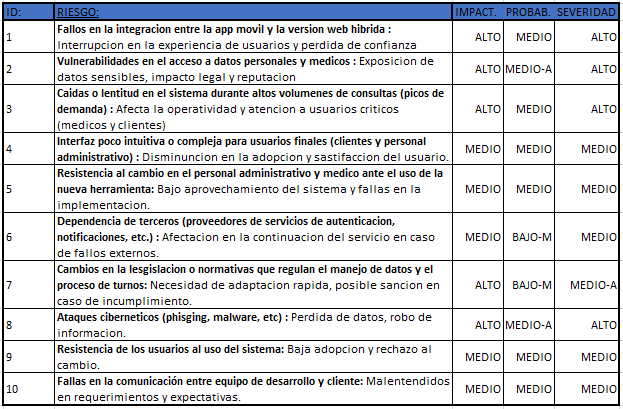 ID: RIESGO: IMPACT. PROBAB. SEVERIDAD
1 Fallos en la integracion entre la app movil y la version web hibrida :
Interrupcion en la experiencia de usuarios y perdida de confianza ALTO MEDIO ALTO
2 Vulnerabilidades en el acceso a datos personales y medicos : Exposicion de
datos sensibles, impacto legal y reputacion ALTO MEDIO-A ALTO
3 Caidas o lentitud en el sistema durante altos volumenes de consultas (picos de
demanda) : Afecta la operatividad y atencion a usuarios criticos
(medicos y clientes) ALTO MEDIO ALTO
4 Interfaz poco intuitiva o compleja para usuarios finales (clientes y personal
administrativo) : Disminuncion en la adopcion y sastifaccion del usuario. MEDIO MEDIO MEDIO
5 Resistencia al cambio en el personal administrativo y medico ante el uso de la
nueva herramienta: Bajo aprovechamiento del sistema y fallas en la
implementacion. MEDIO MEDIO MEDIO
6 Dependencia de terceros (proveedores de servicios de autenticacion,
notificaciones, etc.) : Afectacion en la continuacion del servicio en caso
de fallos externos. MEDIO BAJO-M MEDIO
7 Cambios en la lesgislacion o normativas que regulan el manejo de datos y el
proceso de turnos: Necesidad de adaptacion rapida, posible sancion en
caso de incumplimiento. ALTO BAJO-M MEDIO-A
8 Ataques ciberneticos (phisging, malware, etc) : Perdida de datos, robo de
informacion. ALTO MEDIO-A ALTO
9 Resistencia de los usuarios al uso del sistema: Baja adopcion y rechazo al
cambio. MEDIO MEDIO MEDIO
10 Fallas en la comunicación entre equipo de desarrollo y cliente: Malentendidos
en requerimientos y expectativas. MEDIO MEDIO MEDIO